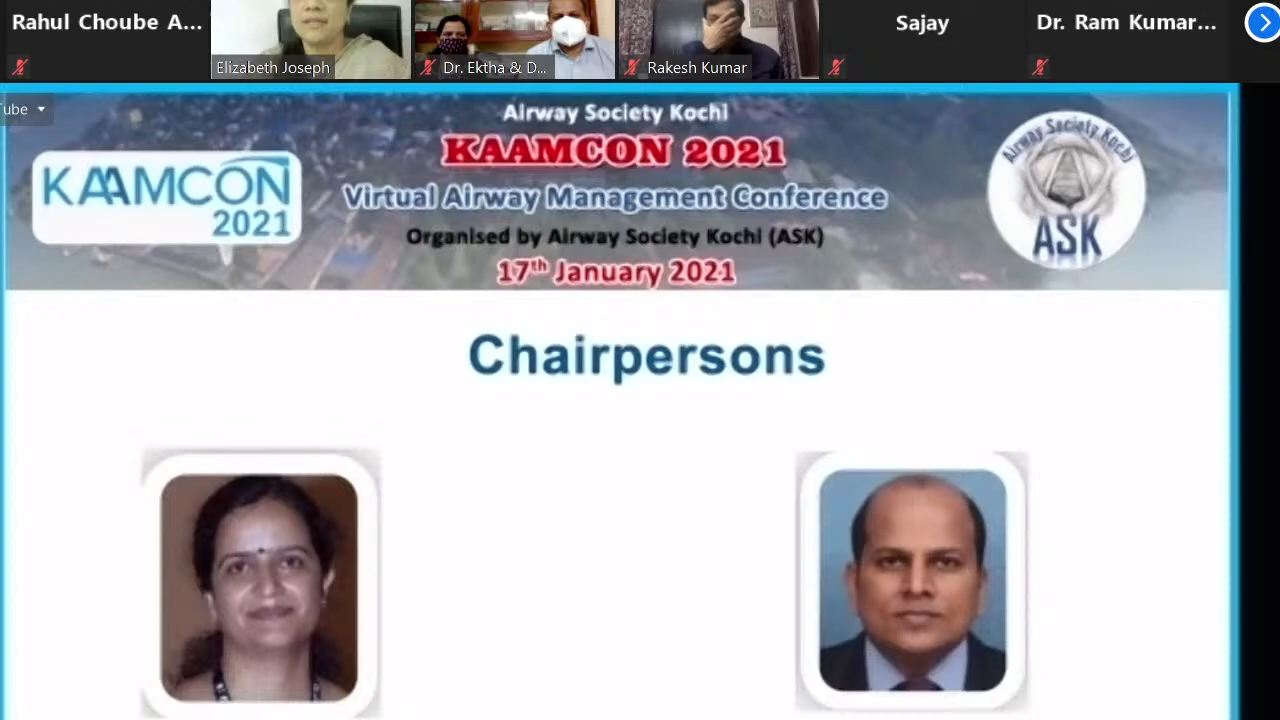 Rahul Choube A...
Elizabeth Joseph
Dr. Ektha & D...
Rakesh Kumar
Sajay
Dr. Ram Kumar...
Tube
Airway Society Kochi
KAAMCON 2021
Virtual Airway Management Conference
Organised by Airway Society Kochi (ASK)
17th January 2021
KAAMCON
2021
Airway Society Kochi
ASK
Chairpersons